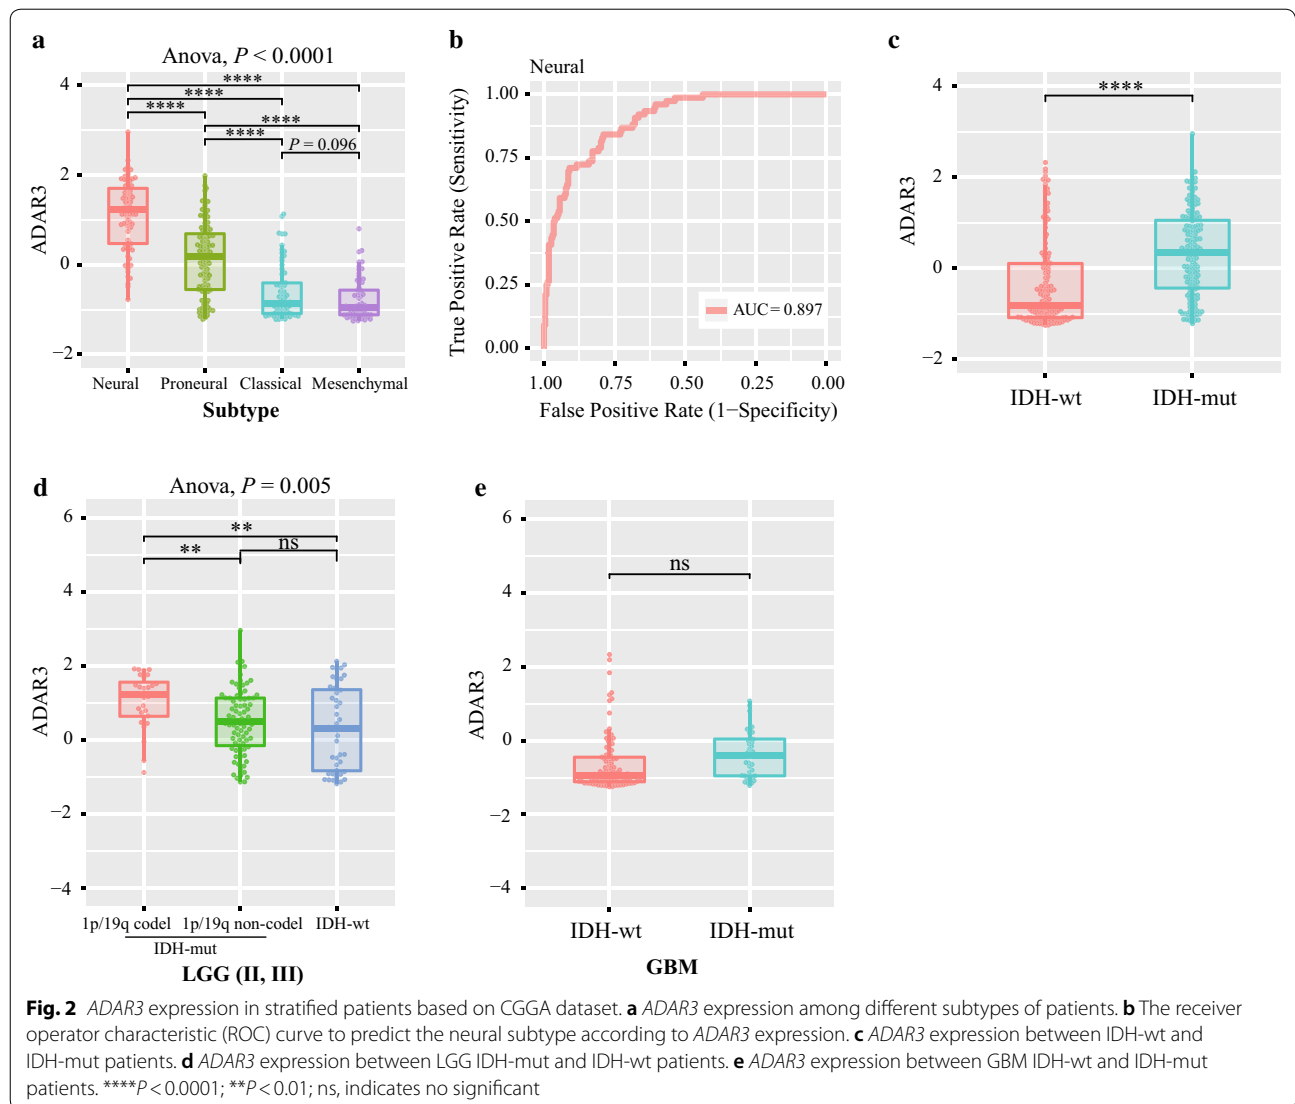 a
Anova, P < 0.0001
****
****
****
****
****
P = 0.096
4
2
0
−2
ADAR3
Neural Proneural Classical Mesenchymal
Subtype
b
Neural
1.00
0.75
0.50
0.25
0.00
True Positive Rate (Sensitivity)
AUC = 0.897
1.00 0.75 0.50 0.25 0.00
False Positive Rate (1−Specificity)
c
****
4
2
0
−2
ADAR3
IDH-wt IDH-mut
d
Anova, P = 0.005
**
** ns
6
4
2
0
−2
−4
ADAR3
1p/19q codel 1p/19q non-codel IDH-wt
IDH-mut
LGG (II, III)
e
ns
6
4
2
−0
−2
−4
ADAR3
IDH-wt IDH-mut
GBM
Fig. 2 ADAR3 expression in stratified patients based on CGGA dataset. a ADAR3 expression among different subtypes of patients. b The receiver
operator characteristic (ROC) curve to predict the neural subtype according to ADAR3 expression. c ADAR3 expression between IDH-wt and
IDH-mut patients. d ADAR3 expression between LGG IDH-mut and IDH-wt patients. e ADAR3 expression between GBM IDH-wt and IDH-mut
patients. ****P < 0.0001; **P < 0.01; ns, indicates no significant